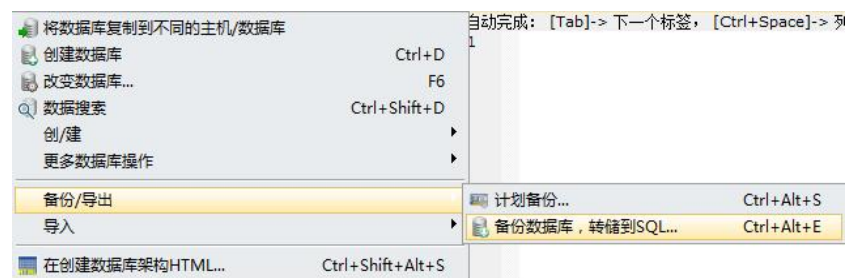 将数据库复制到不同的主机/数据库
创建数据库 Ctrl+D
改变数据库... F6
数据搜索 Ctrl+Shift+D
创/建
更多数据库操作
备份/导出
导入
在创建数据库架构HTML... Ctrl+Shift+Alt+S
自动完成： [Tab]-> 下一个标签， [Ctrl+Space]-> 列
1
计划备份... Ctrl+Alt+S
备份数据库，转储到SQL... Ctrl+Alt+E